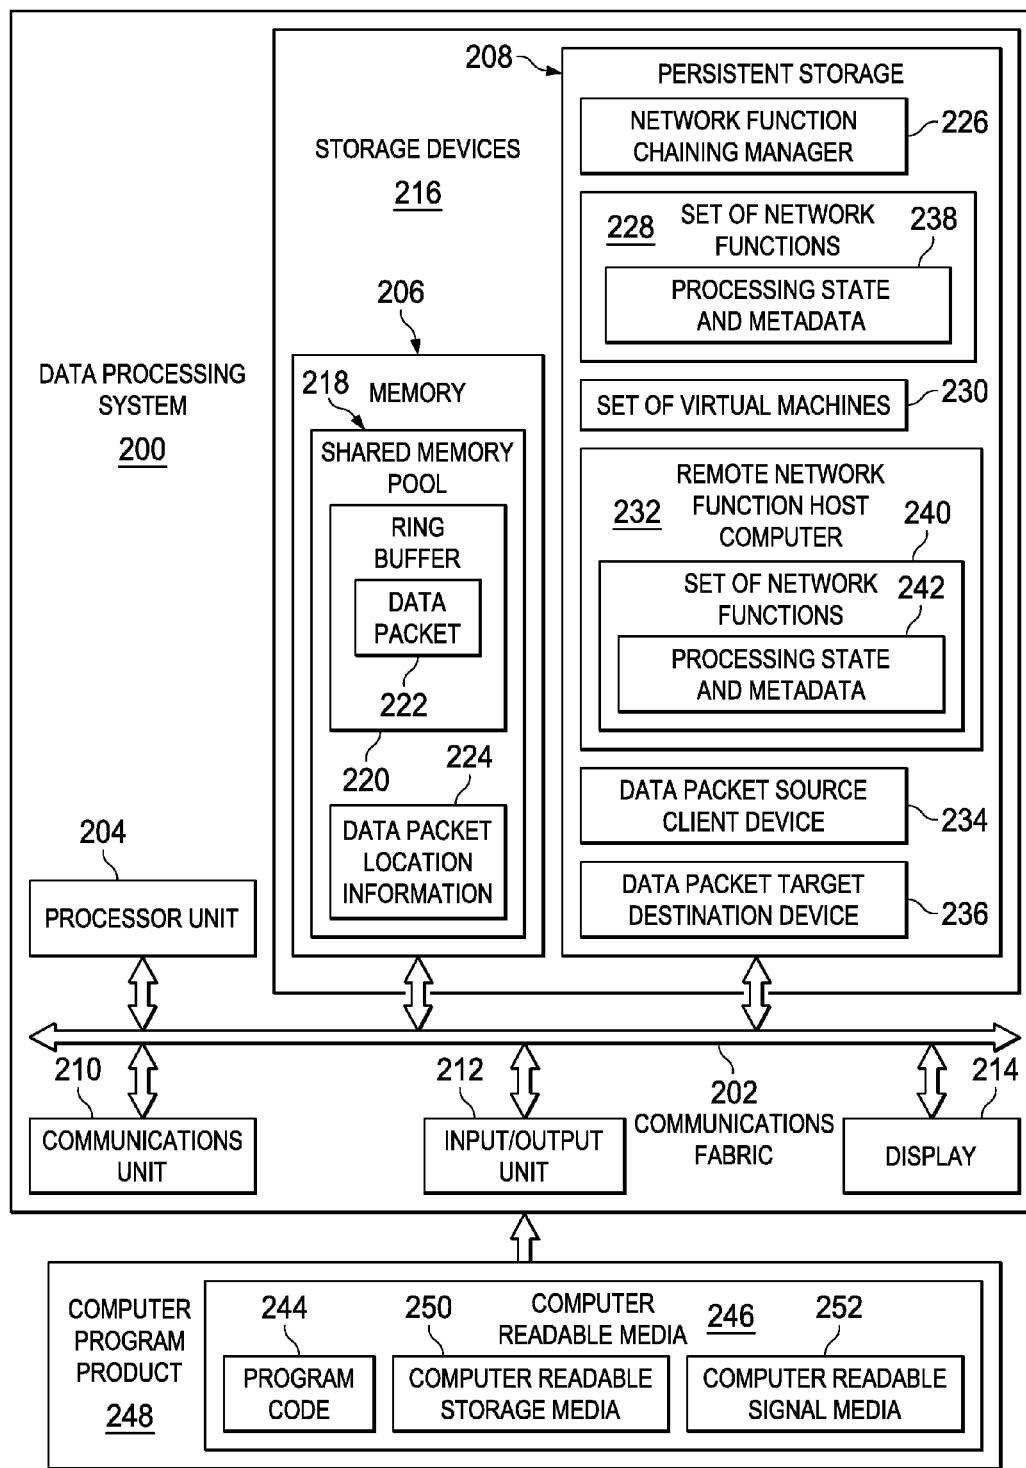 208
PERSISTENT STORAGE
NETWORK FUNCTION
CHAINING MANAGER
226
STORAGE DEVICES
216
228
SET OF NETWORK
FUNCTIONS
238
PROCESSING STATE
AND METADATA
206
DATA PROCESSING
SYSTEM
200
218
MEMORY
SET OF VIRTUAL MACHINES
230
SHARED MEMORY
POOL
RING
BUFFER
DATA
PACKET
222
220
224
DATA PACKET
LOCATION
INFORMATION
232
REMOTE NETWORK
FUNCTION HOST
COMPUTER
240
SET OF NETWORK
FUNCTIONS
242
PROCESSING STATE
AND METADATA
DATA PACKET SOURCE
CLIENT DEVICE
234
DATA PACKET TARGET
DESTINATION DEVICE
236
204
PROCESSOR UNIT
210
COMMUNICATIONS
UNIT
212
INPUT/OUTPUT
UNIT
202
COMMUNICATIONS
FABRIC
214
DISPLAY
COMPUTER
PROGRAM
PRODUCT
248
COMPUTER
READABLE MEDIA
246
244
PROGRAM
CODE
250
COMPUTER READABLE
STORAGE MEDIA
252
COMPUTER READABLE
SIGNAL MEDIA